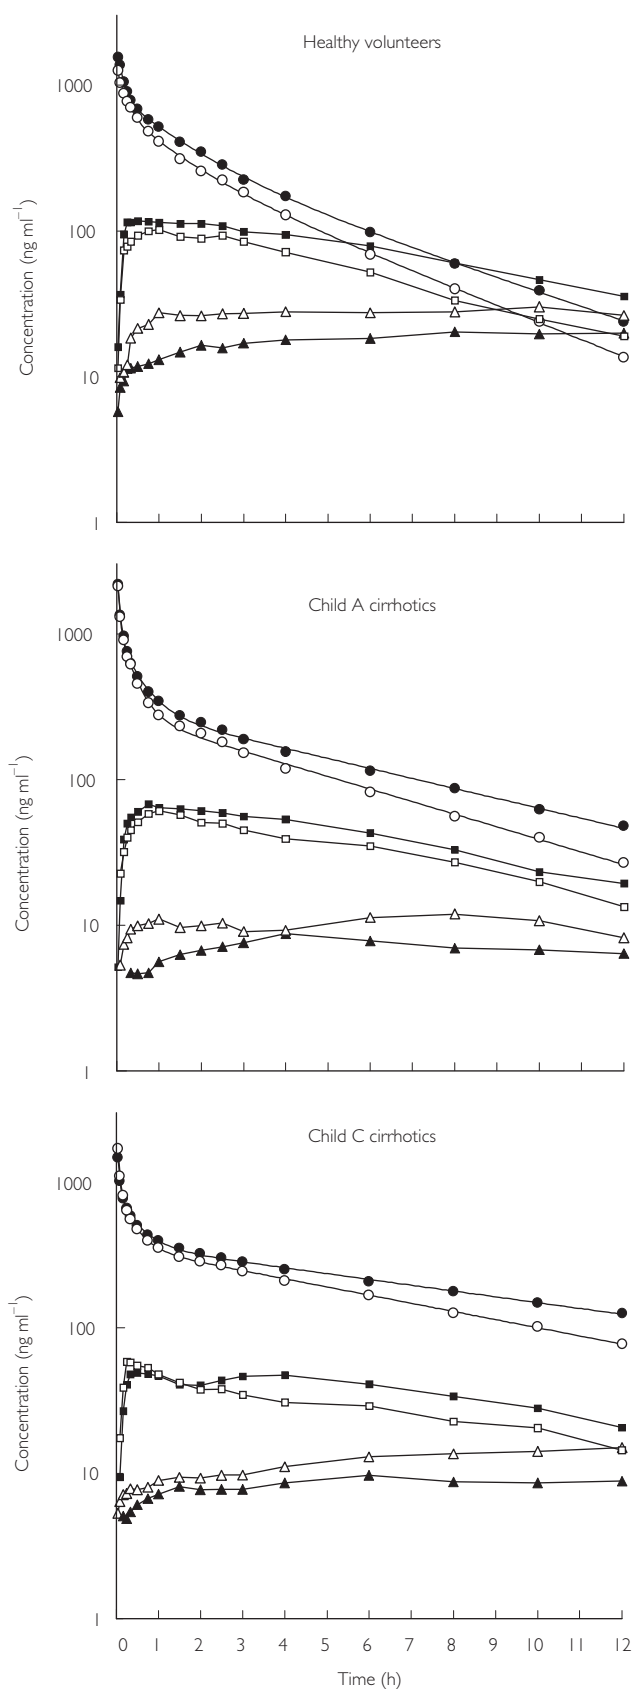 Healthy volunteers
1000
100
10
1
Concentration (ng ml⁻¹)
Child A cirrhotics
1000
100
10
1
Concentration (ng ml⁻¹)
Child C cirrhotics
1000
100
10
1
Concentration (ng ml⁻¹)
0 1 2 3 4 6 7 8 9 10 11 12
Time (h)